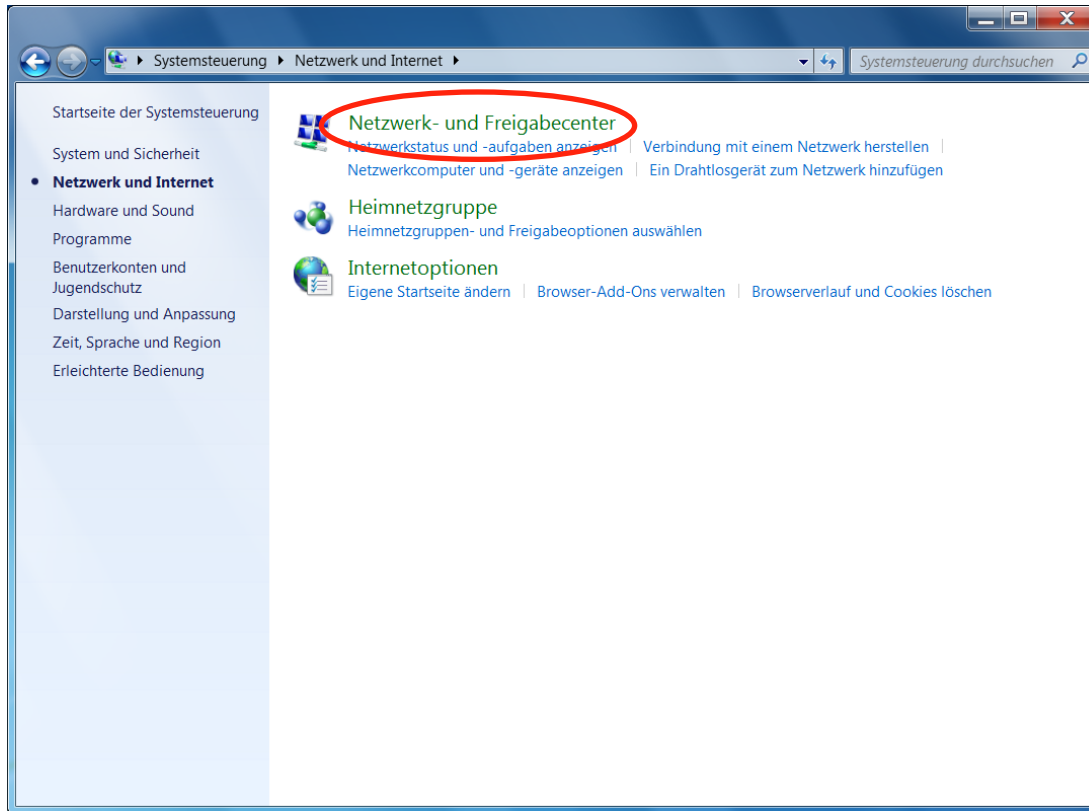 Systemsteuerung Netzwerk und Internet
Systemsteuerung durchsuchen
Startseite der Systemsteuerung
System und Sicherheit
Netzwerk und Internet
Hardware und Sound
Programme
Benutzerkonten und
Jugendschutz
Darstellung und Anpassung
Zeit, Sprache und Region
Erleichterte Bedienung
Netzwerk- und Freigabecenter
Netzwerkstatus und -aufgaben anzeigen Verbindung mit einem Netzwerk herstellen
Netzwerkcomputer und -geräte anzeigen Ein Drahtlosgerät zum Netzwerk hinzufügen
Heimnetzgruppe
Heimnetzgruppen- und Freigabeoptionen auswählen
Internetoptionen
Eigene Startseite ändern Browser-Add-Ons verwalten Browserverlauf und Cookies löschen